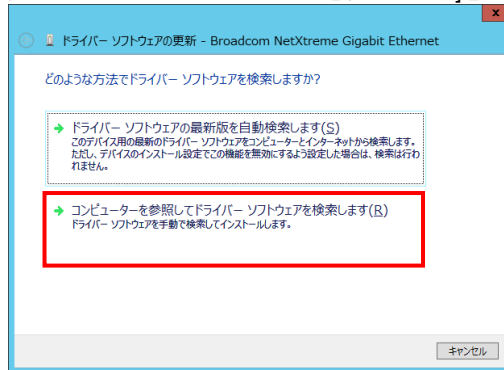 ドライバー ソフトウェアの更新 - Broadcom NetXtreme Gigabit Ethernet
どのような方法でドライバー ソフトウェアを検索しますか?
ドライバー ソフトウェアの最新版を自動検索します(S)
このデバイス用の最新のドライバー ソフトウェアをコンピューターとインターネットから検索します。
ただし、デバイスのインストール設定でこの機能を無効にするよう設定した場合は、検索は行わ
れません。
コンピューターを参照してドライバー ソフトウェアを検索します(R)
ドライバー ソフトウェアを手動で検索してインストールします。
キャンセル